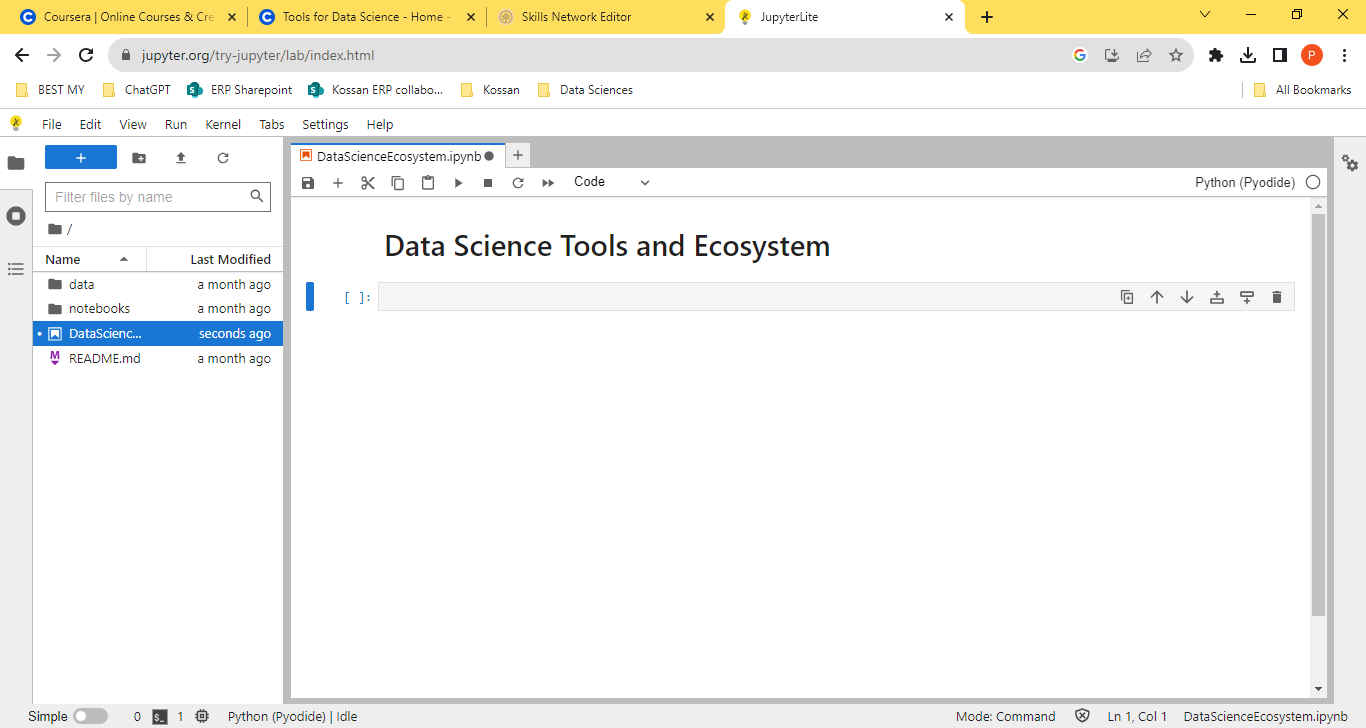 Coursera | Online Courses & Cre
Tools for Data Science - Home -
Skills Network Editor
JupyterLite
jupyter.org/try-jupyter/lab/index.html
P
BEST MY ChatGPT ERP Sharepoint Kossan ERP collabo... Kossan Data Sciences All Bookmarks
File Edit View Run Kernel Tabs Settings Help
DataScienceEcosystem.ipynb
Filter files by name
Code
Python (Pyodide)
/
Name Last Modified
data a month ago
notebooks a month ago
DataScienc... seconds ago
README.md a month ago
Data Science Tools and Ecosystem
[ ]:
Simple 0 $_ 1 Python (Pyodide) | Idle Mode: Command Ln 1, Col 1 DataScienceEcosystem.ipynb